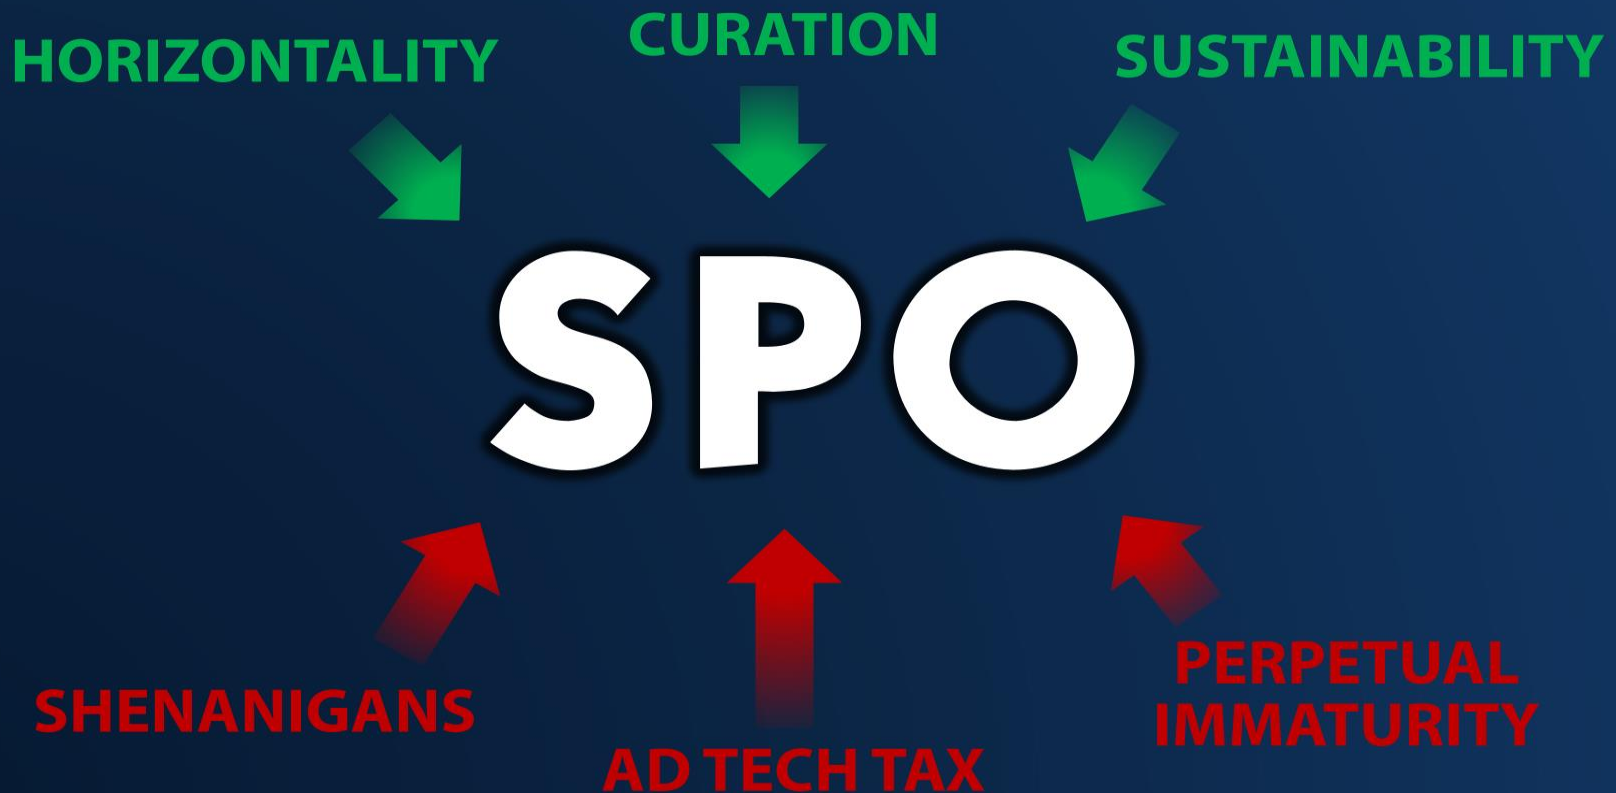 HORIZONTALITY
CURATION
SUSTAINABILITY
SPO
SHENANIGANS
AD TECH TAX
PERPETUAL
IMMATURITY